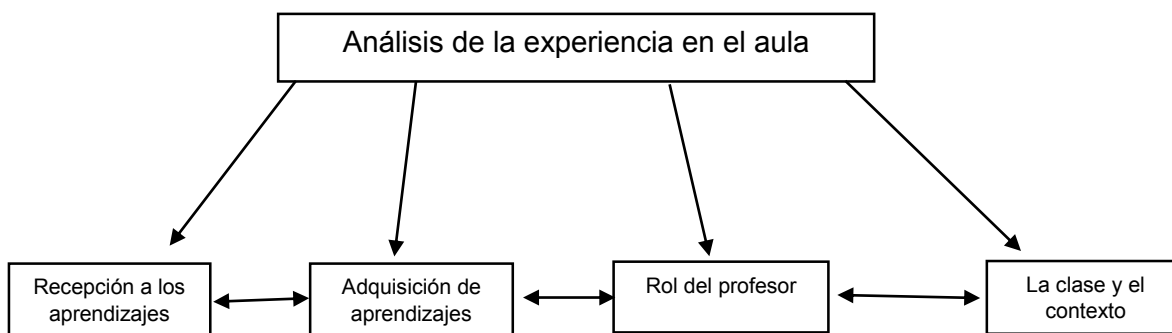 Análisis de la experiencia en el aula
Recepción a los
aprendizajes
Adquisición de
aprendizajes
Rol del profesor
La clase y el
contexto